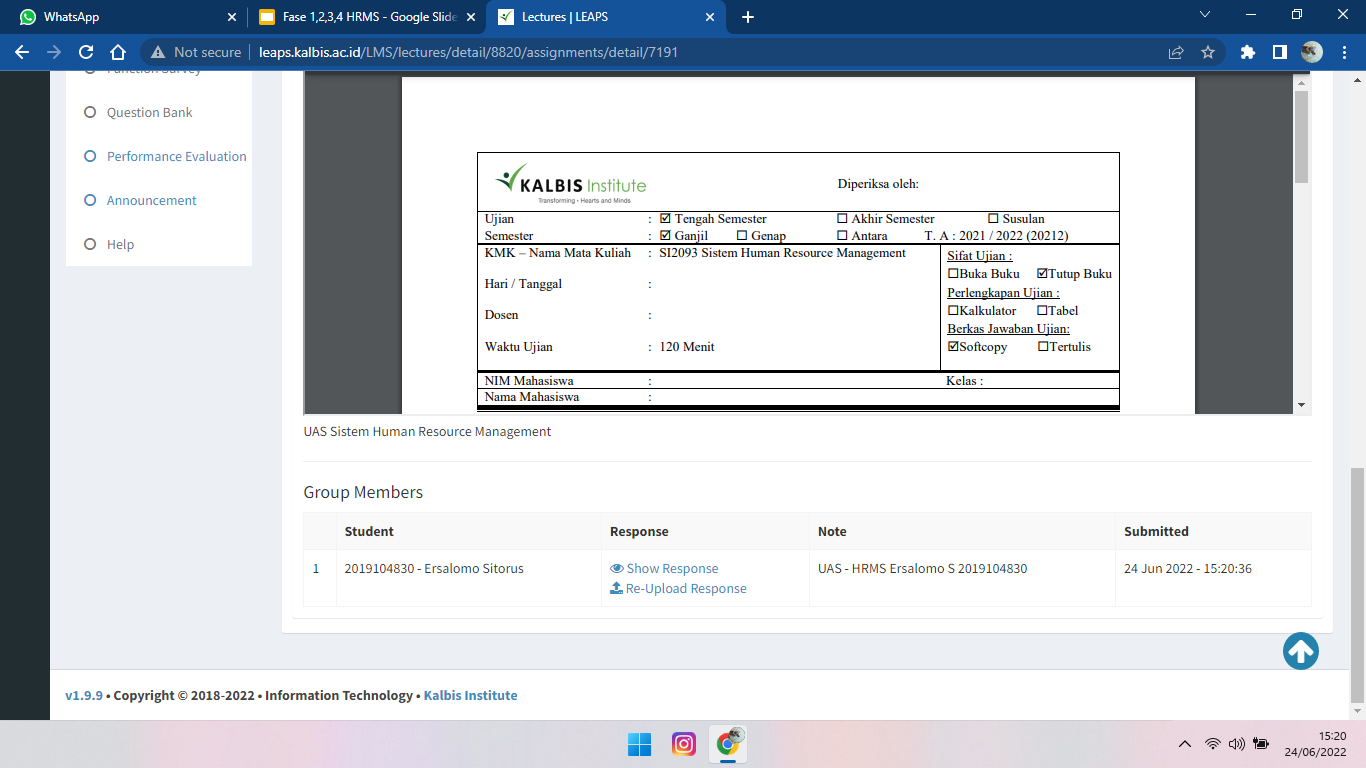 WhatsApp
Fase 1,2,3,4 HRMS - Google Slide
Lectures | LEAPS
Not secure
leaps.kalbis.ac.id/LMS/lectures/detail/8820/assignments/detail/7191
Function Survey
Question Bank
Performance Evaluation
Announcement
Help
KALBIS Institute
Transforming • Hearts and Minds
Diperiksa oleh:
Ujian : ☑ Tengah Semester ☐ Akhir Semester ☐ Susulan
Semester : ☑ Ganjil ☐ Genap ☐ Antara T. A : 2021 / 2022 (20212)
KMK – Nama Mata Kuliah : SI2093 Sistem Human Resource Management
Hari / Tanggal :
Dosen :
Waktu Ujian : 120 Menit
Sifat Ujian :
☐Buka Buku ☑Tutup Buku
Perlengkapan Ujian :
☐Kalkulator ☐Tabel
Berkas Jawaban Ujian:
☑Softcopy ☐Tertulis
NIM Mahasiswa : Kelas :
Nama Mahasiswa :
UAS Sistem Human Resource Management
Group Members
Student Response Note Submitted
1 2019104830 - Ersalomo Sitorus Show Response UAS - HRMS Ersalomo S 2019104830 24 Jun 2022 - 15:20:36
Re-Upload Response
v1.9.9 • Copyright © 2018-2022 • Information Technology • Kalbis Institute
15:20
24/06/2022